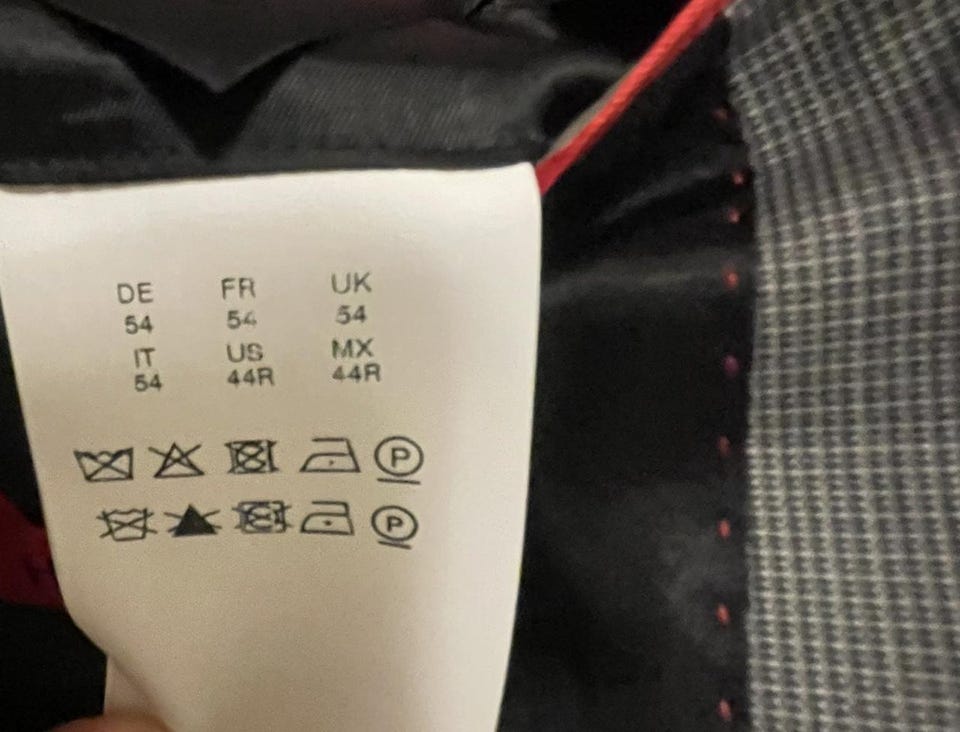 DE FR UK
54 54 54
IT US MX
54 44R 44R
P
P